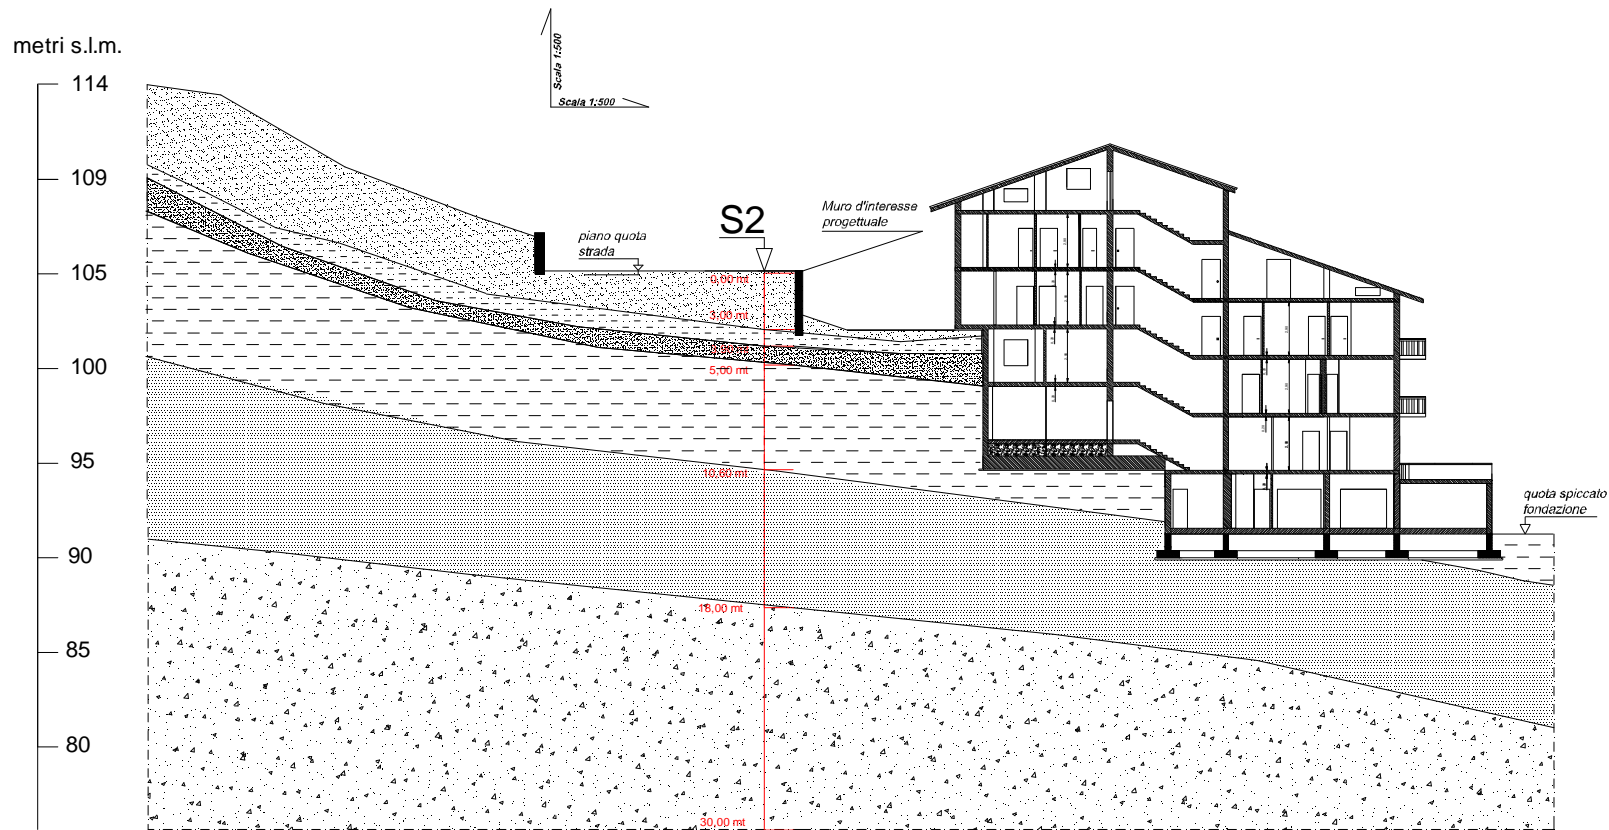 metri s.l.m.
114
109
105
100
95
90
85
80
Scala 1:500
Scala 1:500
piano quota
strada
S2
Muro d'interesse
progettuale
0,00 mt
3,00 mt
5,00 mt
10,60 mt
18,00 mt
30,00 mt
quota spiccato
fondazione